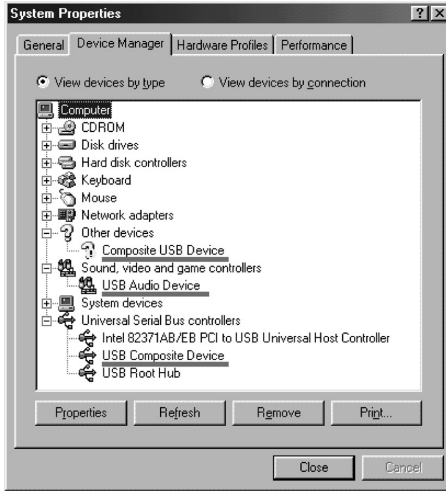 System Properties
General Device Manager Hardware Profiles Performance
View devices by type View devices by connection
Computer
CDROM
Disk drives
Hard disk controllers
Keyboard
Mouse
Network adapters
Other devices
Composite USB Device
Sound, video and game controllers
USB Audio Device
System devices
Universal Serial Bus controllers
Intel 82371AB/EB PCI to USB Universal Host Controller
USB Composite Device
USB Root Hub
Properties Refresh Remove Print...
Close Cancel